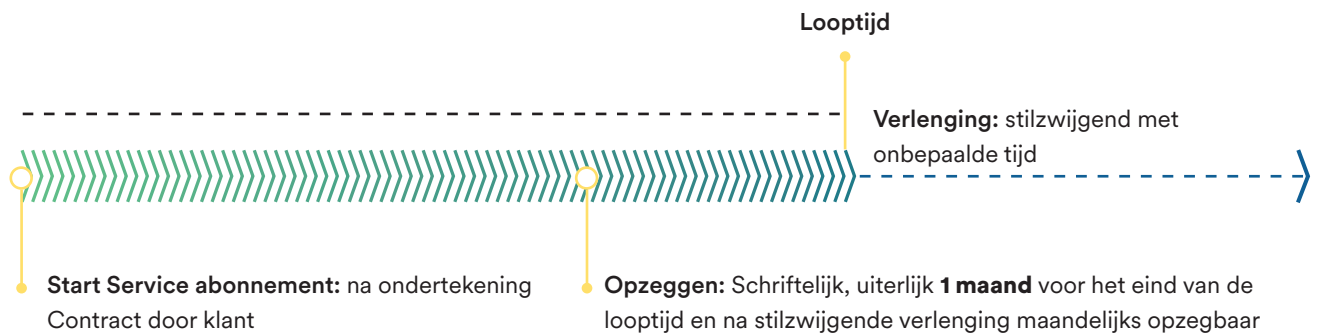 Looptijd
Verlenging: stilzwijgend met
onbepaalde tijd
Start Service abonnement: na ondertekening
Contract door klant
Opzeggen: Schriftelijk, uiterlijk 1 maand voor het eind van de
looptijd en na stilzwijgende verlenging maandelijks opzegbaar